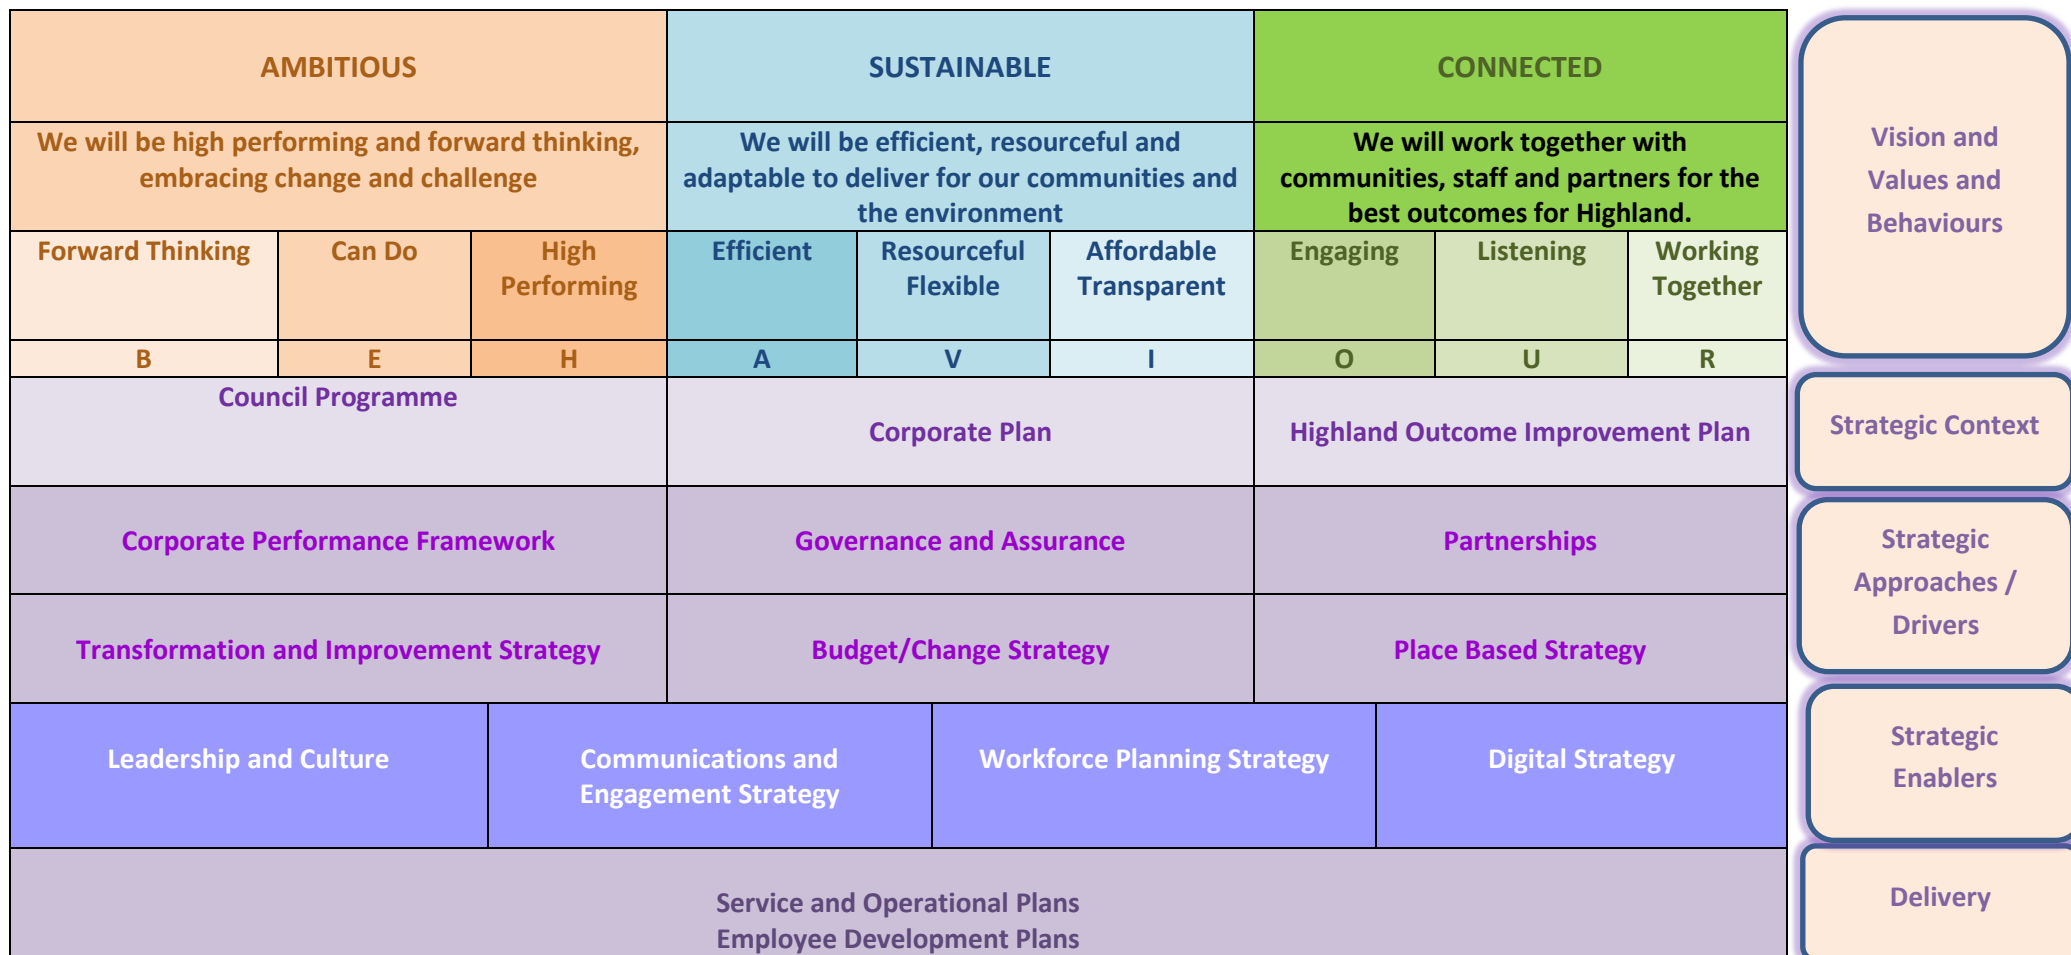 AMBITIOUS
SUSTAINABLE
CONNECTED
We will be high performing and forward thinking,
embracing change and challenge
We will be efficient, resourceful and
adaptable to deliver for our communities and
the environment
We will work together with
communities, staff and partners for the
best outcomes for Highland.
Vision and
Values and
Behaviours
Forward Thinking
Can Do
High
Performing
Efficient
Resourceful
Flexible
Affordable
Transparent
Engaging
Listening
Working
Together
B
E
H
A
V
I
O
U
R
Council Programme
Corporate Plan
Highland Outcome Improvement Plan
Strategic Context
Corporate Performance Framework
Governance and Assurance
Partnerships
Strategic
Approaches /
Drivers
Transformation and Improvement Strategy
Budget/Change Strategy
Place Based Strategy
Leadership and Culture
Communications and
Engagement Strategy
Workforce Planning Strategy
Digital Strategy
Strategic
Enablers
Service and Operational Plans
Employee Development Plans
Delivery